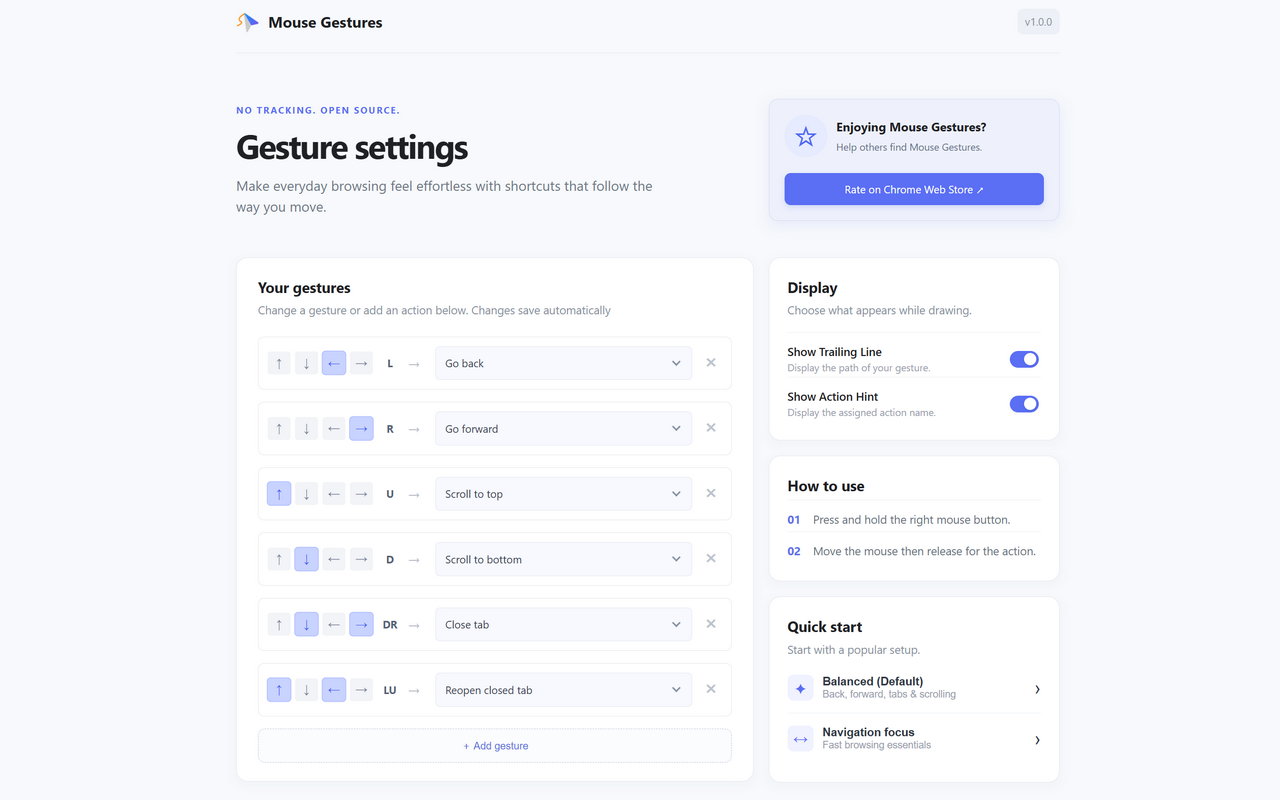 Mouse Gestures
v1.0.0
NO TRACKING. OPEN SOURCE.
Gesture settings
Make everyday browsing feel effortless with shortcuts that follow the
way you move.
Enjoying Mouse Gestures?
Help others find Mouse Gestures.
Rate on Chrome Web Store ↗
Your gestures
Change a gesture or add an action below. Changes save automatically
↑ ↓ ← → L → Go back ✕
↑ ↓ ← → R → Go forward ✕
↑ ↓ ← → U → Scroll to top ✕
↑ ↓ ← → D → Scroll to bottom ✕
↑ ↓ ← → DR → Close tab ✕
↑ ↓ ← → LU → Reopen closed tab ✕
+ Add gesture
Display
Choose what appears while drawing.
Show Trailing Line
Display the path of your gesture.
Show Action Hint
Display the assigned action name.
How to use
01 Press and hold the right mouse button.
02 Move the mouse then release for the action.
Quick start
Start with a popular setup.
Balanced (Default)
Back, forward, tabs & scrolling
Navigation focus
Fast browsing essentials